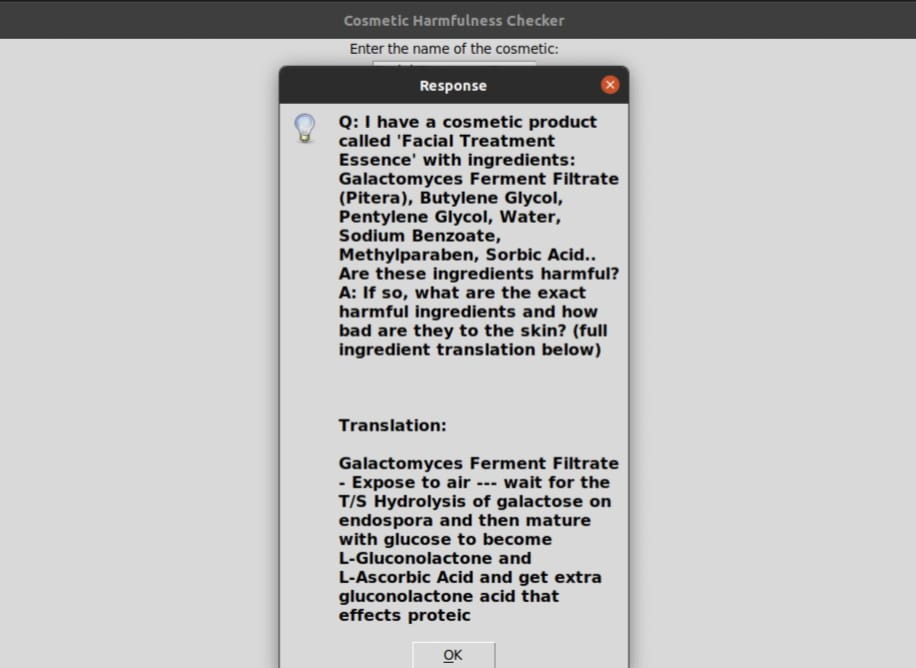 Cosmetic Harmfulness Checker
Enter the name of the cosmetic:
Response
Q: I have a cosmetic product
called 'Facial Treatment
Essence' with ingredients:
Galactomyces Ferment Filtrate
(Pitera), Butylene Glycol,
Pentylene Glycol, Water,
Sodium Benzoate,
Methylparaben, Sorbic Acid..
Are these ingredients harmful?
A: If so, what are the exact
harmful ingredients and how
bad are they to the skin? (full
ingredient translation below)
Translation:
Galactomyces Ferment Filtrate
- Expose to air --- wait for the
T/S Hydrolysis of galactose on
endospora and then mature
with glucose to become
L-Gluconolactone and
L-Ascorbic Acid and get extra
gluconolactone acid that
effects proteic
OK